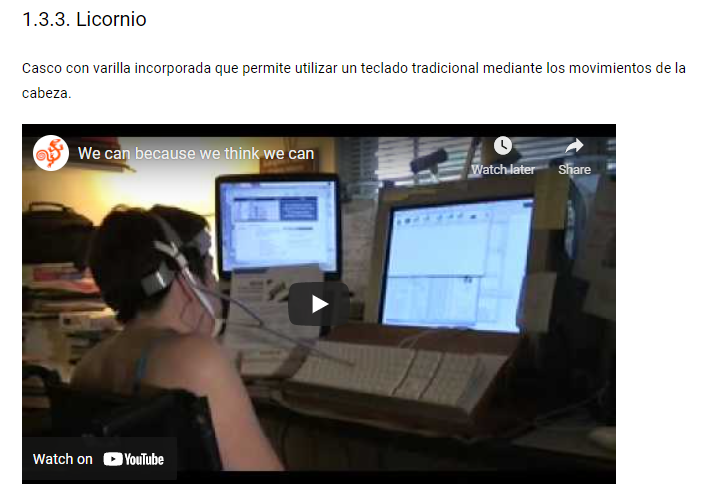 1.3.3. Licornio
Casco con varilla incorporada que permite utilizar un teclado tradicional mediante los movimientos de la
cabeza.
We can because we think we can
Watch later
Share
Watch on YouTube